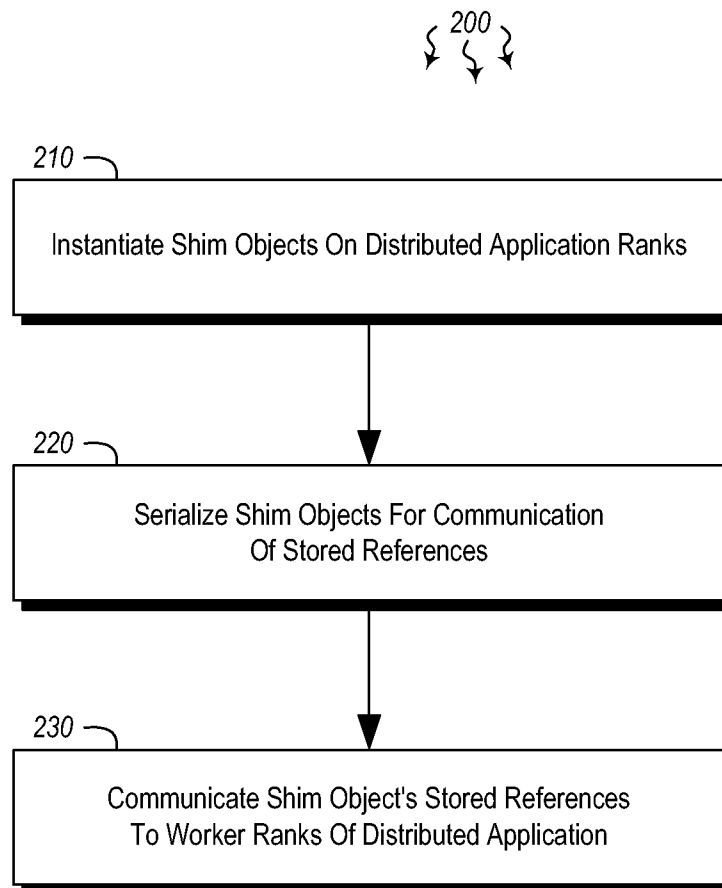 200
210
Instantiate Shim Objects On Distributed Application Ranks
220
Serialize Shim Objects For Communication
Of Stored References
230
Communicate Shim Object's Stored References
To Worker Ranks Of Distributed Application